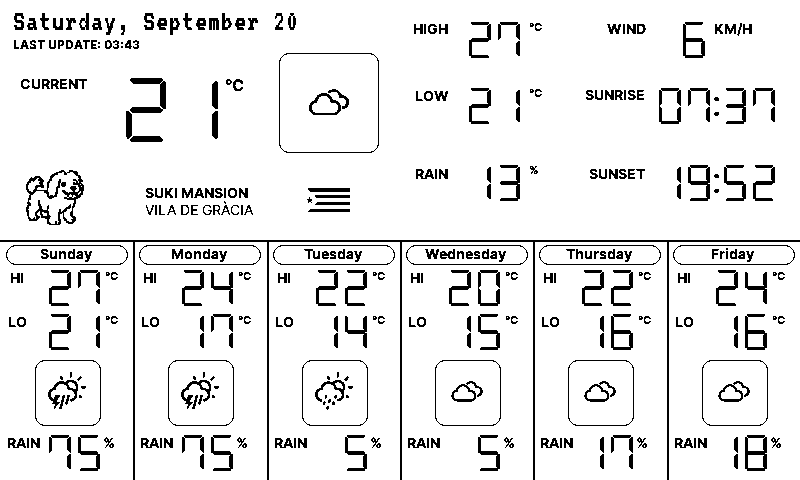 Saturday, September 20
LAST UPDATE: 03:43
CURRENT 21 °C
SUKI MANSION
VILA DE GRÀCIA
HIGH 27 °C
LOW 21 °C
RAIN 13 %
WIND 6 KM/H
SUNRISE 07:37
SUNSET 19:52
Sunday
HI 27 °C
LO 21 °C
RAIN 75 %
Monday
HI 24 °C
LO 17 °C
RAIN 75 %
Tuesday
HI 22 °C
LO 14 °C
RAIN 5 %
Wednesday
HI 20 °C
LO 15 °C
RAIN 5 %
Thursday
HI 22 °C
LO 16 °C
RAIN 17 %
Friday
HI 24 °C
LO 16 °C
RAIN 18 %